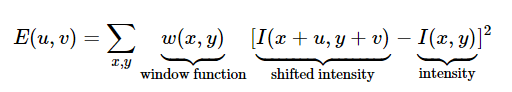 E(u, v) = ∑ w(x, y) [I(x + u, y + v) − I(x, y)]²
x,y window function shifted intensity intensity